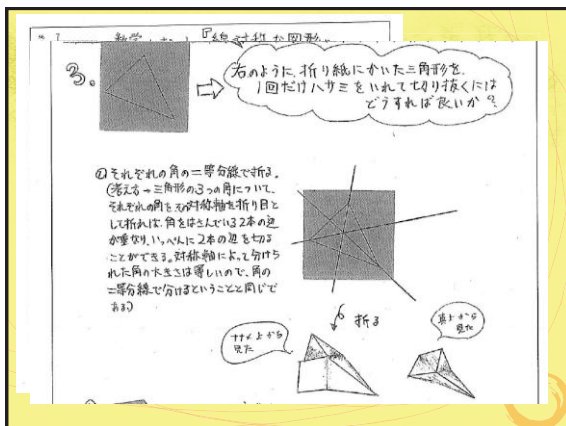 数学 『線対称な図形』
3.
右のように、折り紙にかいた三角形を、
1回だけハサミをいれて切り抜くには
どうすれば良いか?
② それぞれの角の二等分線で折る。
(考え方→三角形の3つの角について、
それぞれの角を対称軸を折り目と
して折れば、角をはさんでいる2本の辺
が重なり、いっぺんに2本の辺を切る
ことができる。対称軸によって分けら
れた角の大きさは等しいので、角の
二等分線で分けるということと同じで
ある)
折る
ナナメ上から
見た
真上から
見た